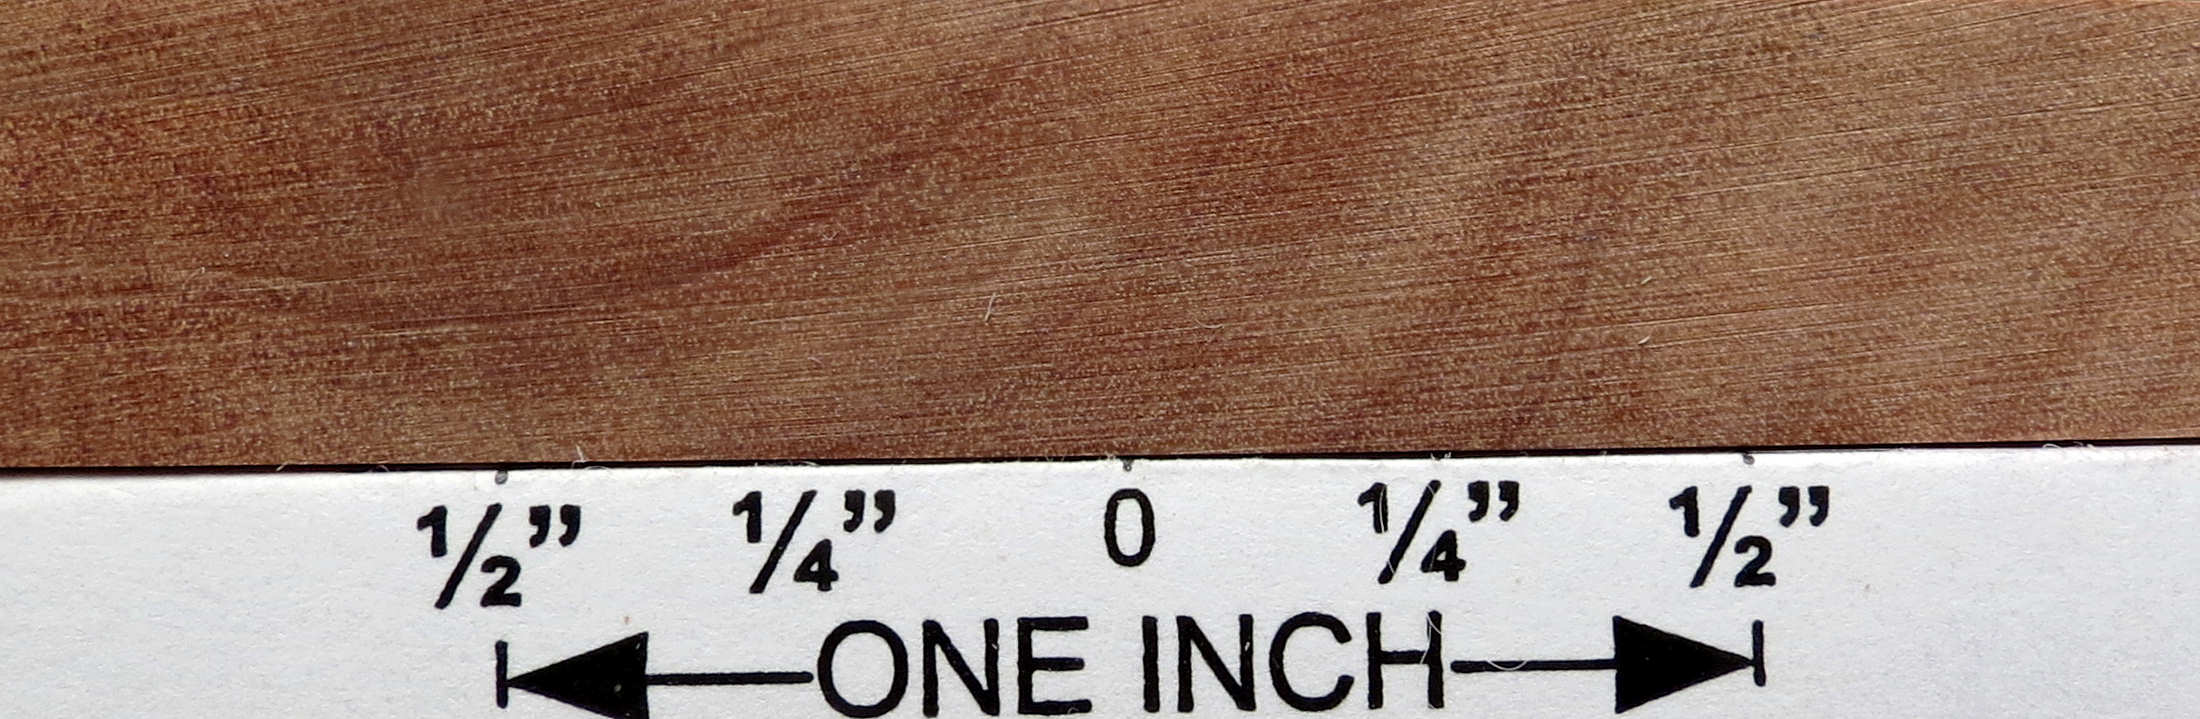 ½” ¼” 0 ¼” ½”
ONE INCH